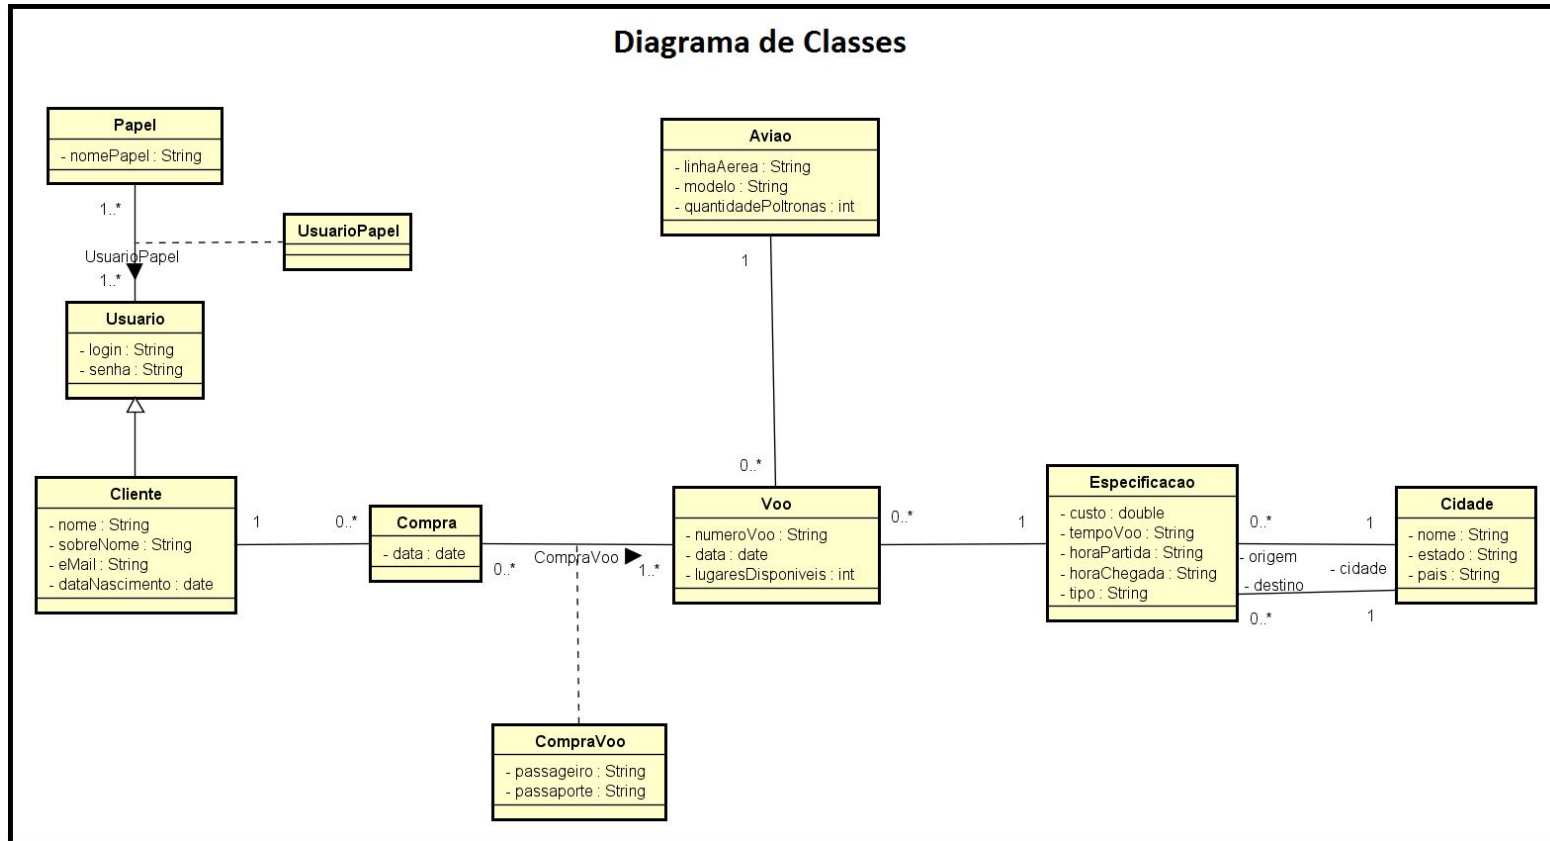 Diagrama de Classes
Papel
- nomePapel : String
1..*
UsuarioPapel
1..*
UsuarioPapel
Usuario
- login : String
- senha : String
Aviao
- linhaAerea : String
- modelo : String
- quantidadePoltronas : int
1
0..*
Cliente
- nome : String
- sobreNome : String
- eMail : String
- dataNascimento : date
1
0..*
Compra
- data : date
0..*
CompraVoo
1..*
Voo
- numeroVoo : String
- data : date
- lugaresDisponiveis : int
0..*
1
Especificacao
- custo : double
- tempoVoo : String
- horaPartida : String
- horaChegada : String
- tipo : String
0..*
1
- origem
- cidade
- destino
0..*
1
Cidade
- nome : String
- estado : String
- pais : String
CompraVoo
- passageiro : String
- passaporte : String